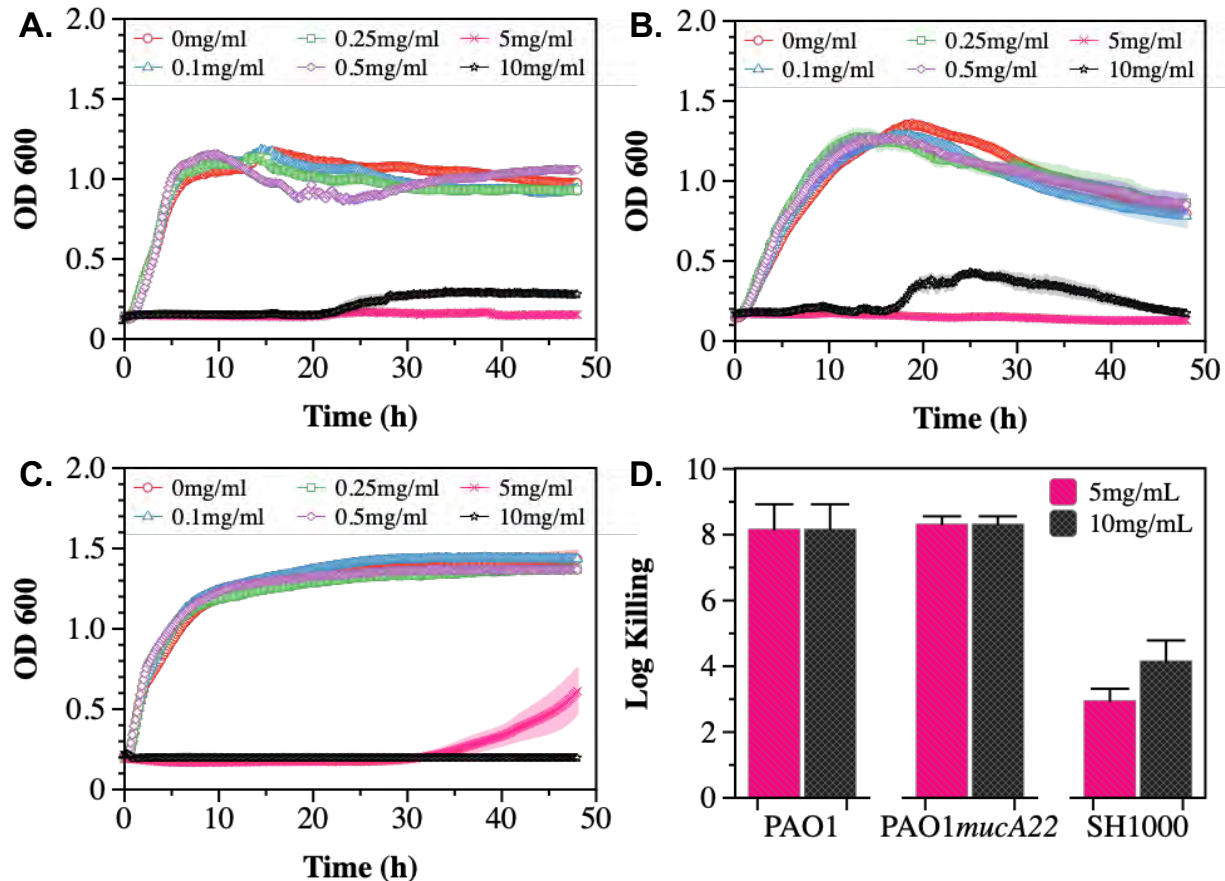 A.
2.0
1.5
1.0
0.5
0
OD 600
0mg/ml 0.25mg/ml 5mg/ml
0.1mg/ml 0.5mg/ml 10mg/ml
0 10 20 30 40 50
Time (h)
B.
2.0
1.5
1.0
0.5
0
OD 600
0mg/ml 0.25mg/ml 5mg/ml
0.1mg/ml 0.5mg/ml 10mg/ml
0 10 20 30 40 50
Time (h)
C.
2.0
1.5
1.0
0.5
0
OD 600
0mg/ml 0.25mg/ml 5mg/ml
0.1mg/ml 0.5mg/ml 10mg/ml
0 10 20 30 40 50
Time (h)
D.
10
8
6
4
2
0
Log Killing
5mg/mL
10mg/mL
PAO1 PAO1mucA22 SH1000